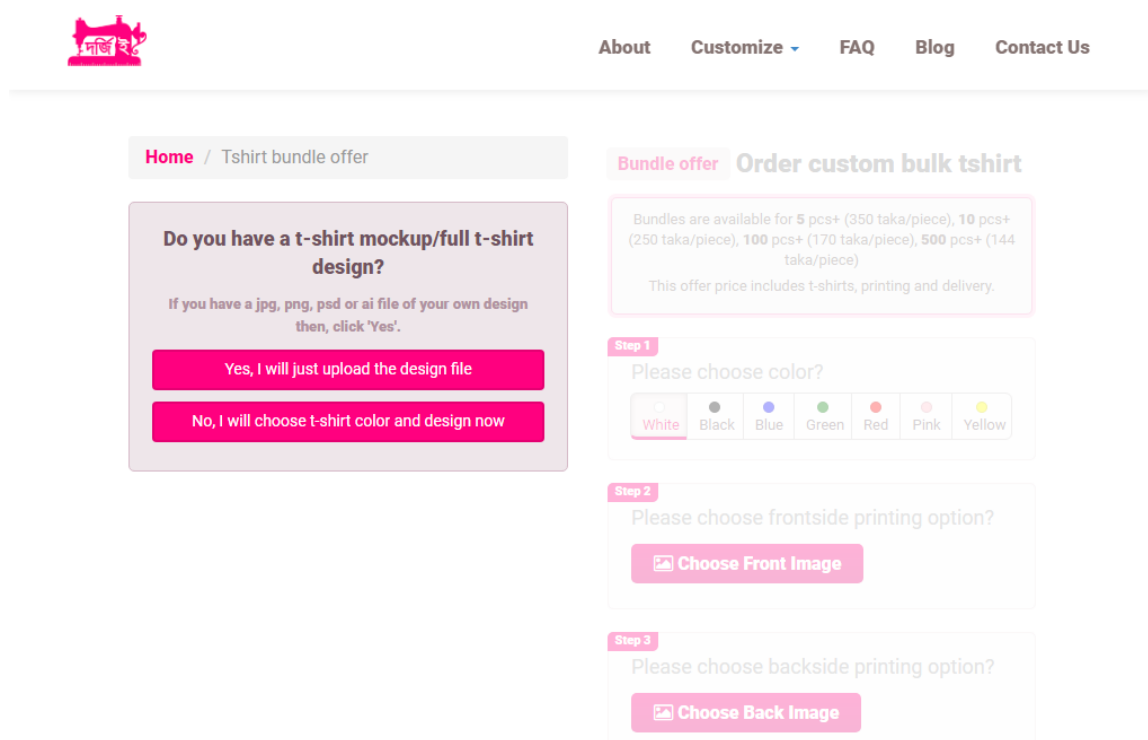 দর্জি ই
About Customize FAQ Blog Contact Us
Home / Tshirt bundle offer
Do you have a t-shirt mockup/full t-shirt
design?
If you have a jpg, png, psd or ai file of your own design
then, click 'Yes'.
Yes, I will just upload the design file
No, I will choose t-shirt color and design now
Bundle offer Order custom bulk tshirt
Bundles are available for 5 pcs+ (350 taka/piece), 10 pcs+
(250 taka/piece), 100 pcs+ (170 taka/piece), 500 pcs+ (144
taka/piece)
This offer price includes t-shirts, printing and delivery.
Step 1
Please choose color?
White Black Blue Green Red Pink Yellow
Step 2
Please choose frontside printing option?
Choose Front Image
Step 3
Please choose backside printing option?
Choose Back Image